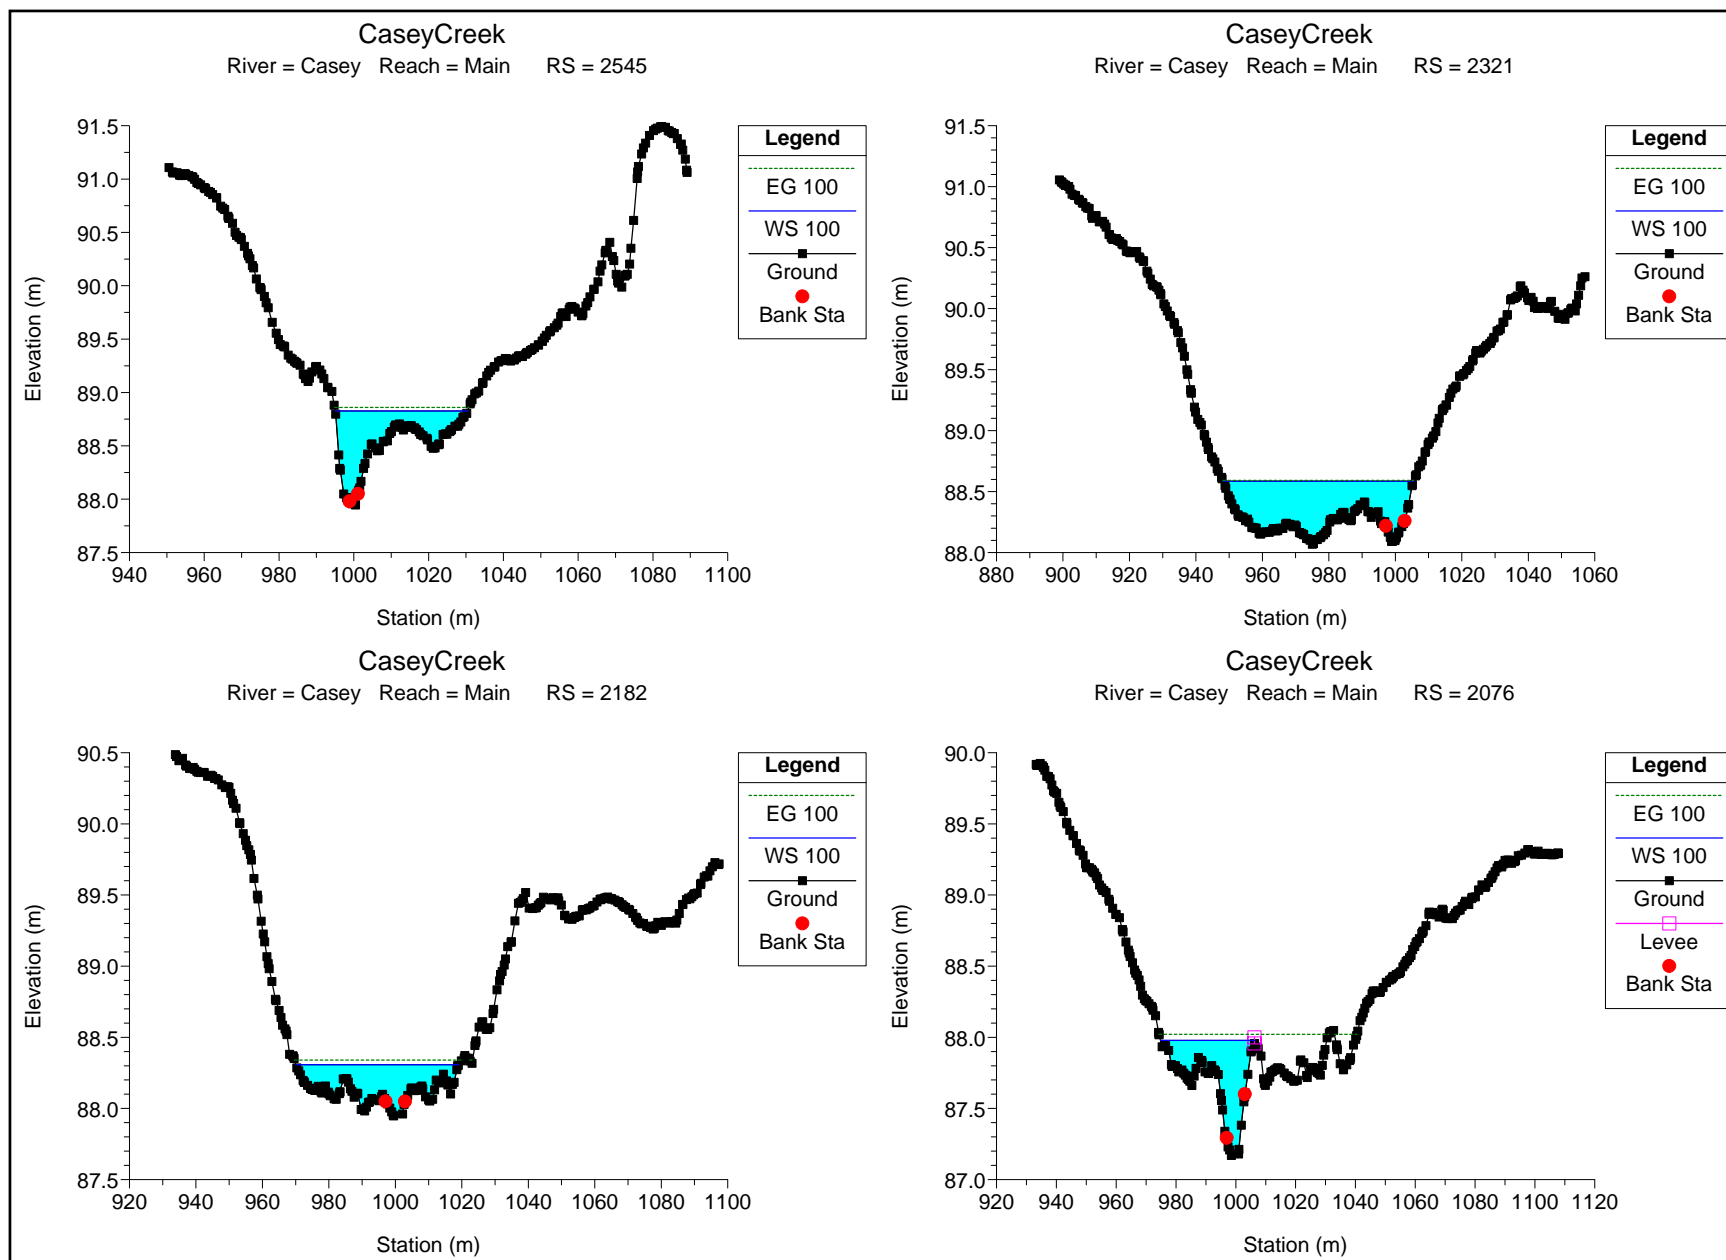 CaseyCreek
River = Casey Reach = Main RS = 2545
91.5
91.0
90.5
90.0
89.5
89.0
88.5
88.0
87.5
Elevation (m)
940 960 980 1000 1020 1040 1060 1080 1100
Station (m)
Legend
EG 100
WS 100
Ground
Bank Sta
CaseyCreek
River = Casey Reach = Main RS = 2321
91.5
91.0
90.5
90.0
89.5
89.0
88.5
88.0
Elevation (m)
880 900 920 940 960 980 1000 1020 1040 1060
Station (m)
Legend
EG 100
WS 100
Ground
Bank Sta
CaseyCreek
River = Casey Reach = Main RS = 2182
90.5
90.0
89.5
89.0
88.5
88.0
87.5
Elevation (m)
920 940 960 980 1000 1020 1040 1060 1080 1100
Station (m)
Legend
EG 100
WS 100
Ground
Bank Sta
CaseyCreek
River = Casey Reach = Main RS = 2076
90.0
89.5
89.0
88.5
88.0
87.5
87.0
Elevation (m)
920 940 960 980 1000 1020 1040 1060 1080 1100 1120
Station (m)
Legend
EG 100
WS 100
Ground
Levee
Bank Sta